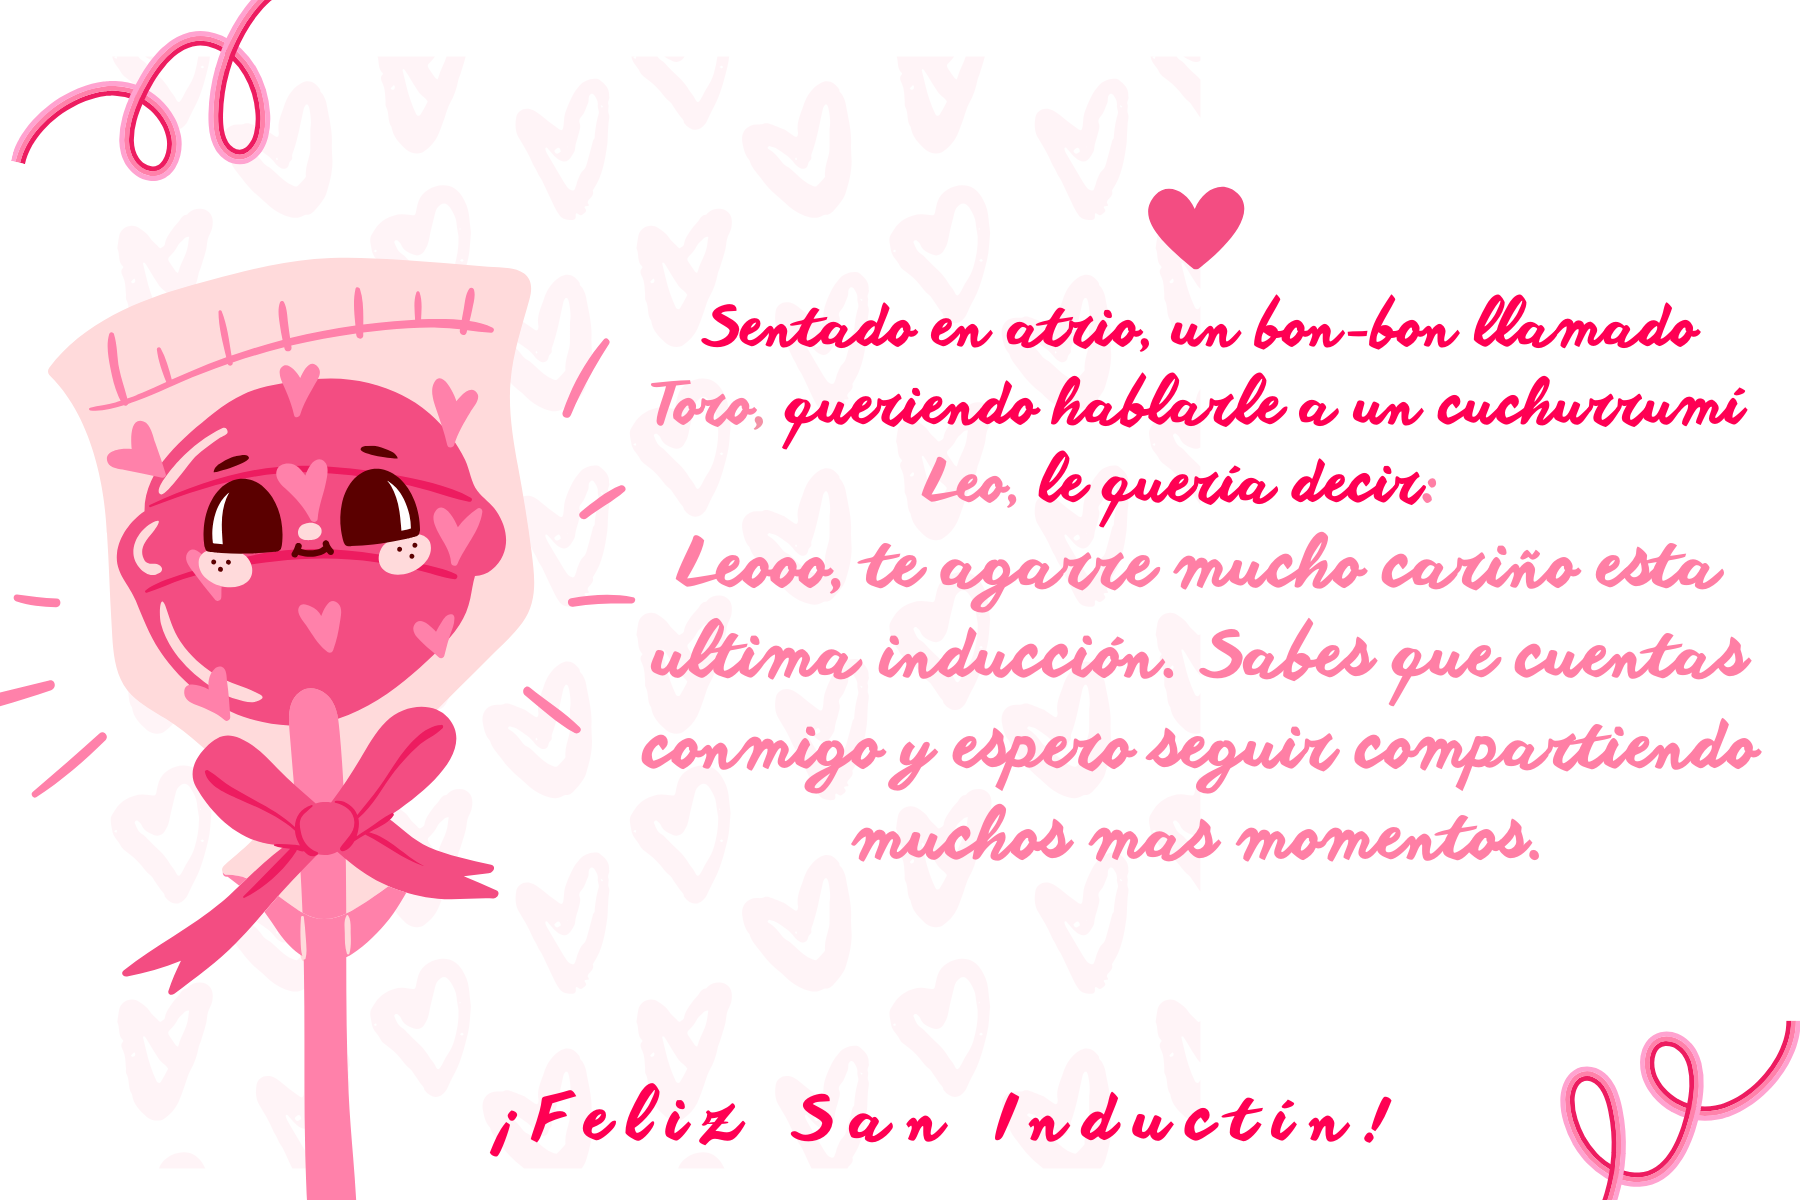 Sentado en atrio, un bon-bon llamado
Toro, queriendo hablarle a un cuchurrumí
Leo, le quería decir:
Leooo, te agarre mucho cariño esta
ultima inducción. Sabes que cuentas
conmigo y espero seguir compartiendo
muchos mas momentos.
¡Feliz San Inductín!